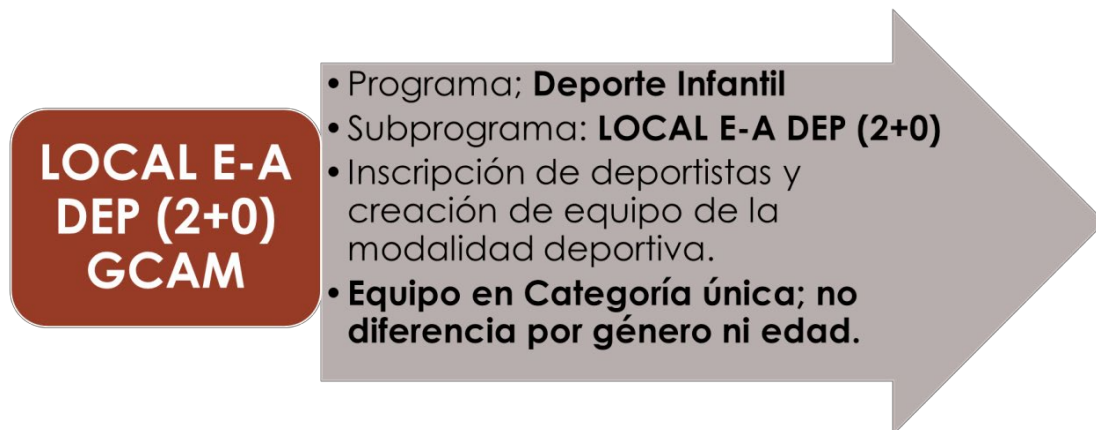 LOCAL E-A
DEP (2+0)
GCAM
• Programa; Deporte Infantil
• Subprograma: LOCAL E-A DEP (2+0)
• Inscripción de deportistas y
creación de equipo de la
modalidad deportiva.
• Equipo en Categoría única; no
diferencia por género ni edad.